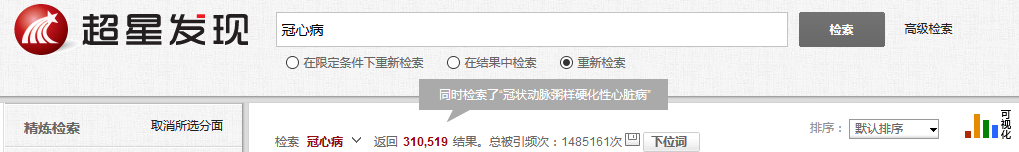 超星发现
冠心病
检索
高级检索
在限定条件下重新检索 在结果中检索 重新检索
同时检索了“冠状动脉粥样硬化性心脏病”
精炼检索 取消所选分面
检索 冠心病 返回 310,519 结果。总被引频次：1485161次 下位词
排序： 默认排序
可视化